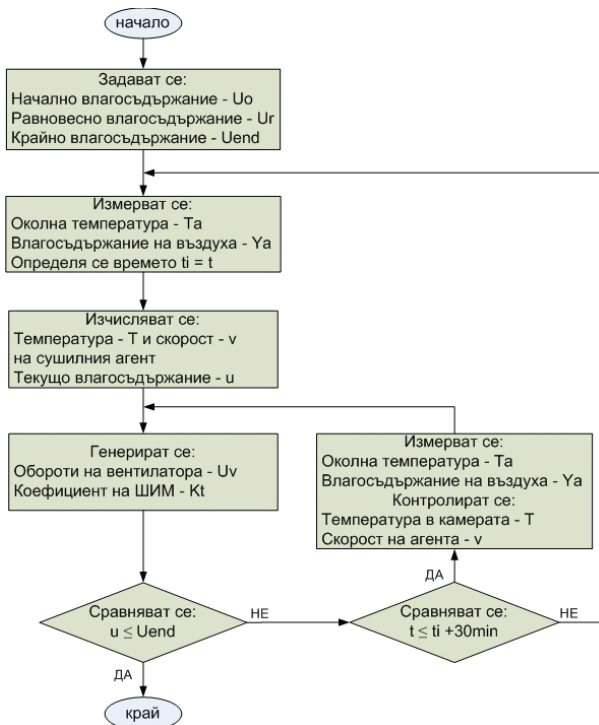 начало
Задават се:
Начално влагосъдържание - Uo
Равновесно влагосъдържание - Ur
Крайно влагосъдържание - Uend
Измерват се:
Околна температура - Ta
Влагосъдържание на въздуха - Ya
Определя се времето ti = t
Изчисляват се:
Температура - T и скорост - v
на сушилния агент
Текущо влагосъдържание - u
Генерират се:
Обороти на вентилатора - Uv
Коефициент на ШИМ - Kt
Измерват се:
Околна температура - Ta
Влагосъдържание на въздуха - Ya
Контролират се:
Температура в камерата - T
Скорост на агента - v
ДА
Сравняват се:
u ≤ Uend
НЕ
Сравняват се:
t ≤ ti +30min
НЕ
ДА
край